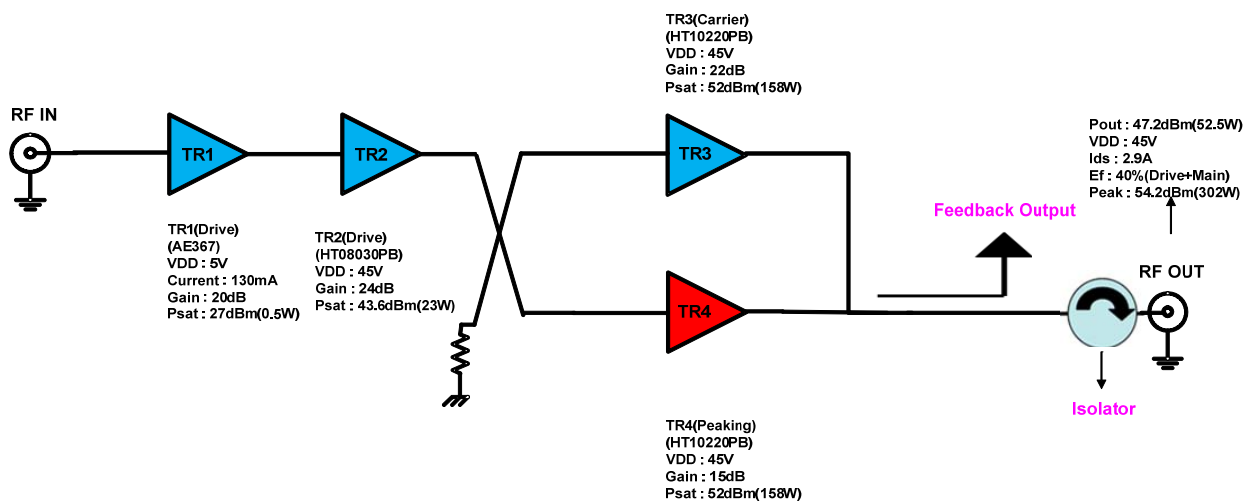 TR3(Carrier)
(HT10220PB)
VDD : 45V
Gain : 22dB
Psat : 52dBm(158W)
RF IN
TR1
TR2
TR3
Pout : 47.2dBm(52.5W)
VDD : 45V
Ids : 2.9A
Ef : 40%(Drive+Main)
Peak : 54.2dBm(302W)
Feedback Output
RF OUT
TR1(Drive)
(AE367)
VDD : 5V
Current : 130mA
Gain : 20dB
Psat : 27dBm(0.5W)
TR2(Drive)
(HT08030PB)
VDD : 45V
Gain : 24dB
Psat : 43.6dBm(23W)
TR4
Isolator
TR4(Peaking)
(HT10220PB)
VDD : 45V
Gain : 15dB
Psat : 52dBm(158W)